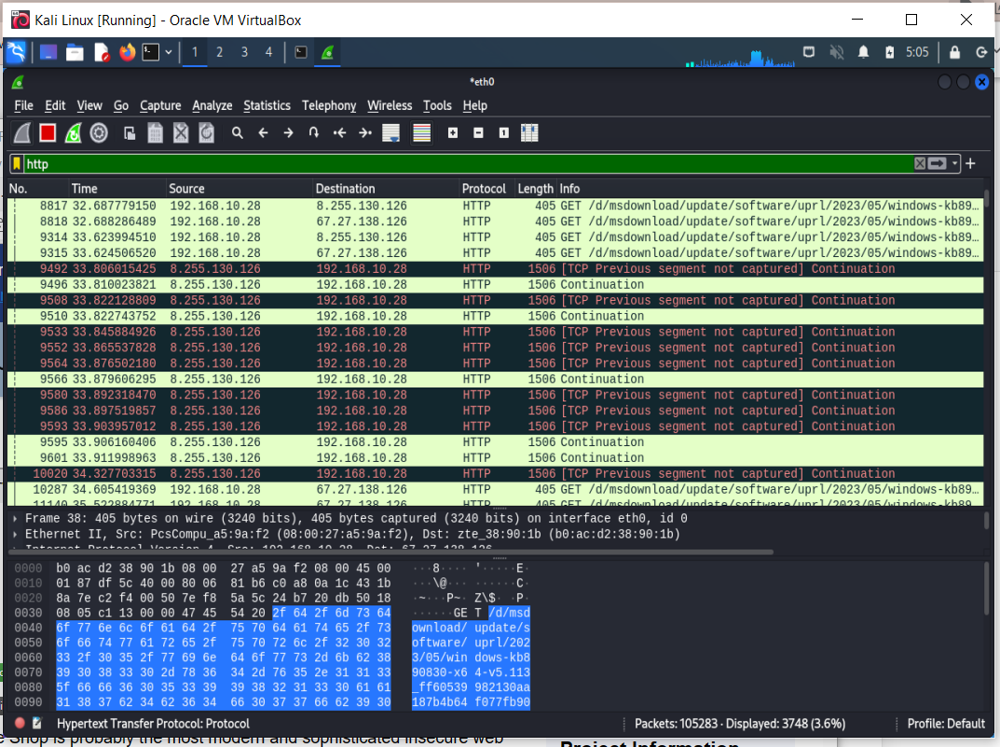 Kali Linux [Running] - Oracle VM VirtualBox
1 2 3 4 5:05
*eth0
File Edit View Go Capture Analyze Statistics Telephony Wireless Tools Help
http
No. Time Source Destination Protocol Length Info
8817 32.687779150 192.168.10.28 8.255.130.126 HTTP 405 GET /d/msdownload/update/software/uprl/2023/05/windows-kb89…
8818 32.688286489 192.168.10.28 67.27.138.126 HTTP 405 GET /d/msdownload/update/software/uprl/2023/05/windows-kb89…
9314 33.623994510 192.168.10.28 8.255.130.126 HTTP 405 GET /d/msdownload/update/software/uprl/2023/05/windows-kb89…
9315 33.624506520 192.168.10.28 67.27.138.126 HTTP 405 GET /d/msdownload/update/software/uprl/2023/05/windows-kb89…
9492 33.806015425 8.255.130.126 192.168.10.28 HTTP 1506 [TCP Previous segment not captured] Continuation
9496 33.810023821 8.255.130.126 192.168.10.28 HTTP 1506 Continuation
9508 33.822128809 8.255.130.126 192.168.10.28 HTTP 1506 [TCP Previous segment not captured] Continuation
9510 33.822743752 8.255.130.126 192.168.10.28 HTTP 1506 Continuation
9533 33.845884926 8.255.130.126 192.168.10.28 HTTP 1506 [TCP Previous segment not captured] Continuation
9552 33.865537828 8.255.130.126 192.168.10.28 HTTP 1506 [TCP Previous segment not captured] Continuation
9564 33.876502180 8.255.130.126 192.168.10.28 HTTP 1506 [TCP Previous segment not captured] Continuation
9566 33.879606295 8.255.130.126 192.168.10.28 HTTP 1506 Continuation
9580 33.892318470 8.255.130.126 192.168.10.28 HTTP 1506 [TCP Previous segment not captured] Continuation
9586 33.897519857 8.255.130.126 192.168.10.28 HTTP 1506 [TCP Previous segment not captured] Continuation
9593 33.903957012 8.255.130.126 192.168.10.28 HTTP 1506 [TCP Previous segment not captured] Continuation
9595 33.906160406 8.255.130.126 192.168.10.28 HTTP 1506 Continuation
9601 33.911998963 8.255.130.126 192.168.10.28 HTTP 1506 Continuation
10020 34.327703315 8.255.130.126 192.168.10.28 HTTP 1506 [TCP Previous segment not captured] Continuation
10287 34.605419369 192.168.10.28 67.27.138.126 HTTP 405 GET /d/msdownload/update/software/uprl/2023/05/windows-kb89…
11140 35.522884771 192.168.10.28 67.27.138.126 HTTP 405 GET /d/msdownload/update/software/uprl/2023/05/windows-kb89…
Frame 38: 405 bytes on wire (3240 bits), 405 bytes captured (3240 bits) on interface eth0, id 0
Ethernet II, Src: PcsCompu_a5:9a:f2 (08:00:27:a5:9a:f2), Dst: zte_38:90:1b (b0:ac:d2:38:90:1b)
Internet Protocol Version 4, Src: 192.168.10.28, Dst: 67.27.138.126
0000 b0 ac d2 38 90 1b 08 00 27 a5 9a f2 08 00 45 00 ···8···· '·····E·
0010 01 87 df 5c 40 00 80 06 81 b6 c0 a8 0a 1c 43 1b ···\@··· ······C·
0020 8a 7e c2 f4 00 50 7e f8 5a 5c 24 b7 20 db 50 18 ·~···P~· Z\$· ·P·
0030 08 05 c1 13 00 00 47 45 54 20 2f 64 2f 6d 73 64 ······GE T /d/msd
0040 6f 77 6e 6c 6f 61 64 2f 75 70 64 61 74 65 2f 73 ownload/ update/s
0050 6f 66 74 77 61 72 65 2f 75 70 72 6c 2f 32 30 32 oftware/ uprl/202
0060 33 2f 30 35 2f 77 69 6e 64 6f 77 73 2d 6b 62 38 3/05/win dows-kb8
0070 39 30 38 33 30 2d 78 36 34 2d 76 35 2e 31 31 33 90830-x6 4-v5.113
0080 5f 66 66 36 30 35 33 39 39 38 32 31 33 30 61 61 _ff60539 982130aa
0090 31 38 37 62 34 62 36 34 66 30 37 37 66 62 39 30 187b4b64 f077fb90
Hypertext Transfer Protocol: Protocol Packets: 105283 · Displayed: 3748 (3.6%) Profile: Default
Shop is probably the most modern and sophisticated insecure web
Project Information